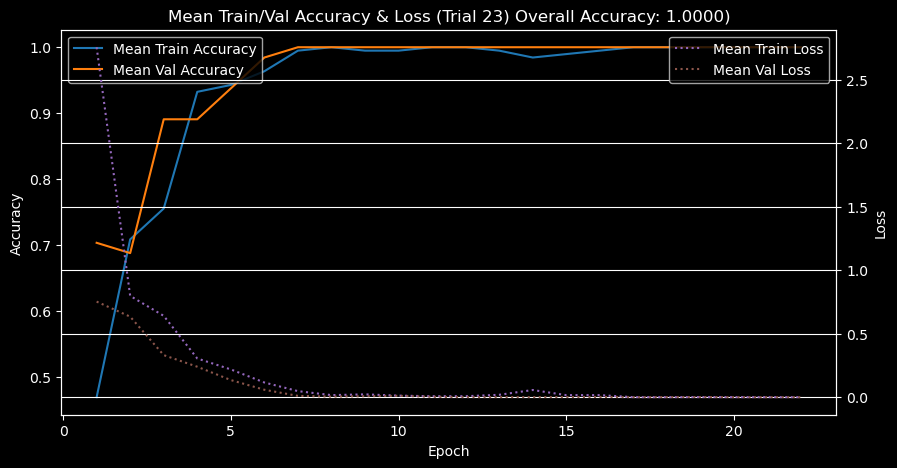 Mean Train/Val Accuracy & Loss (Trial 23) Overall Accuracy: 1.0000)
Mean Train Accuracy
Mean Val Accuracy
Mean Train Loss
Mean Val Loss
1.0
0.9
0.8
0.7
0.6
0.5
Accuracy
2.5
2.0
1.5
1.0
0.5
0.0
Loss
0
5
10
15
20
Epoch